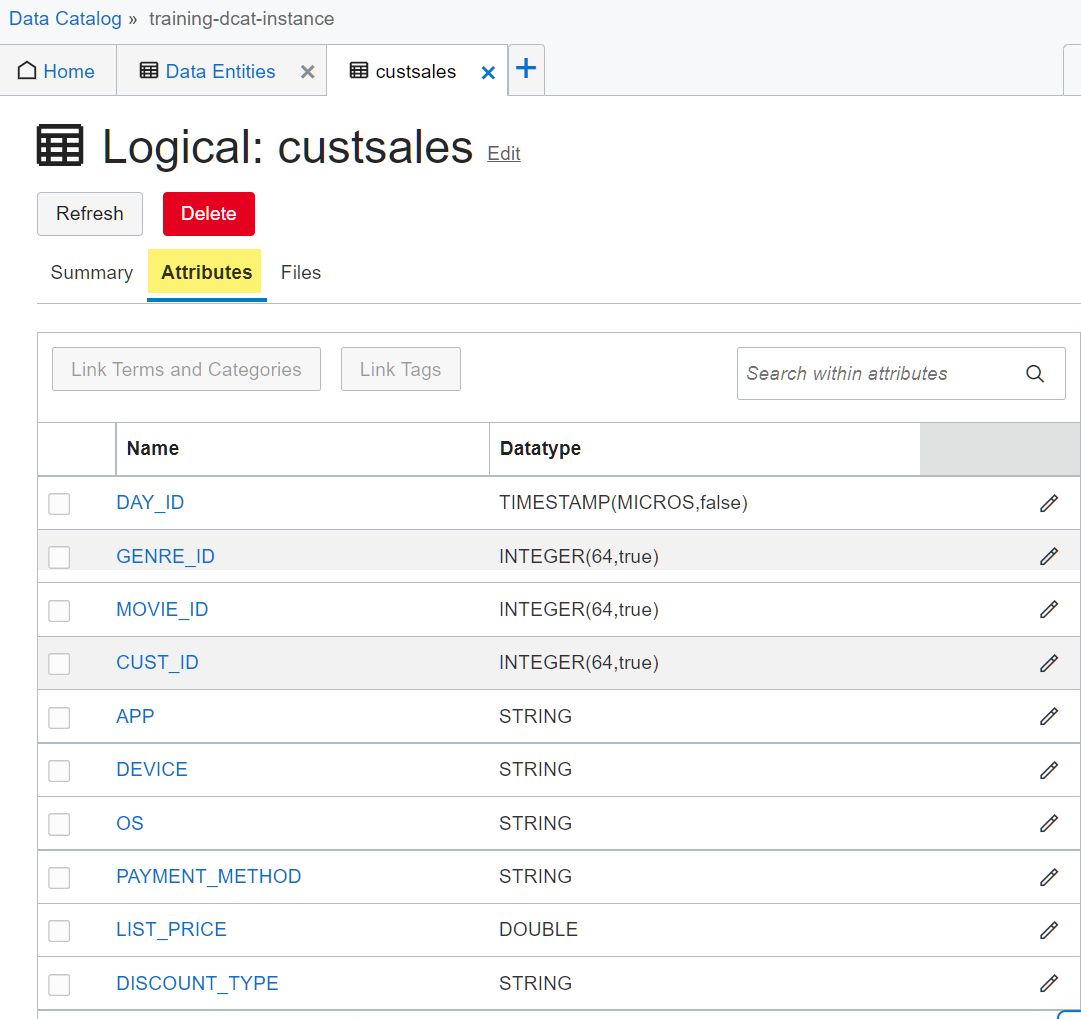 Data Catalog » training-dcat-instance
Home Data Entities custsales
Logical: custsales Edit
Refresh Delete
Summary Attributes Files
Link Terms and Categories Link Tags Search within attributes
Name Datatype
DAY_ID TIMESTAMP(MICROS,false)
GENRE_ID INTEGER(64,true)
MOVIE_ID INTEGER(64,true)
CUST_ID INTEGER(64,true)
APP STRING
DEVICE STRING
OS STRING
PAYMENT_METHOD STRING
LIST_PRICE DOUBLE
DISCOUNT_TYPE STRING